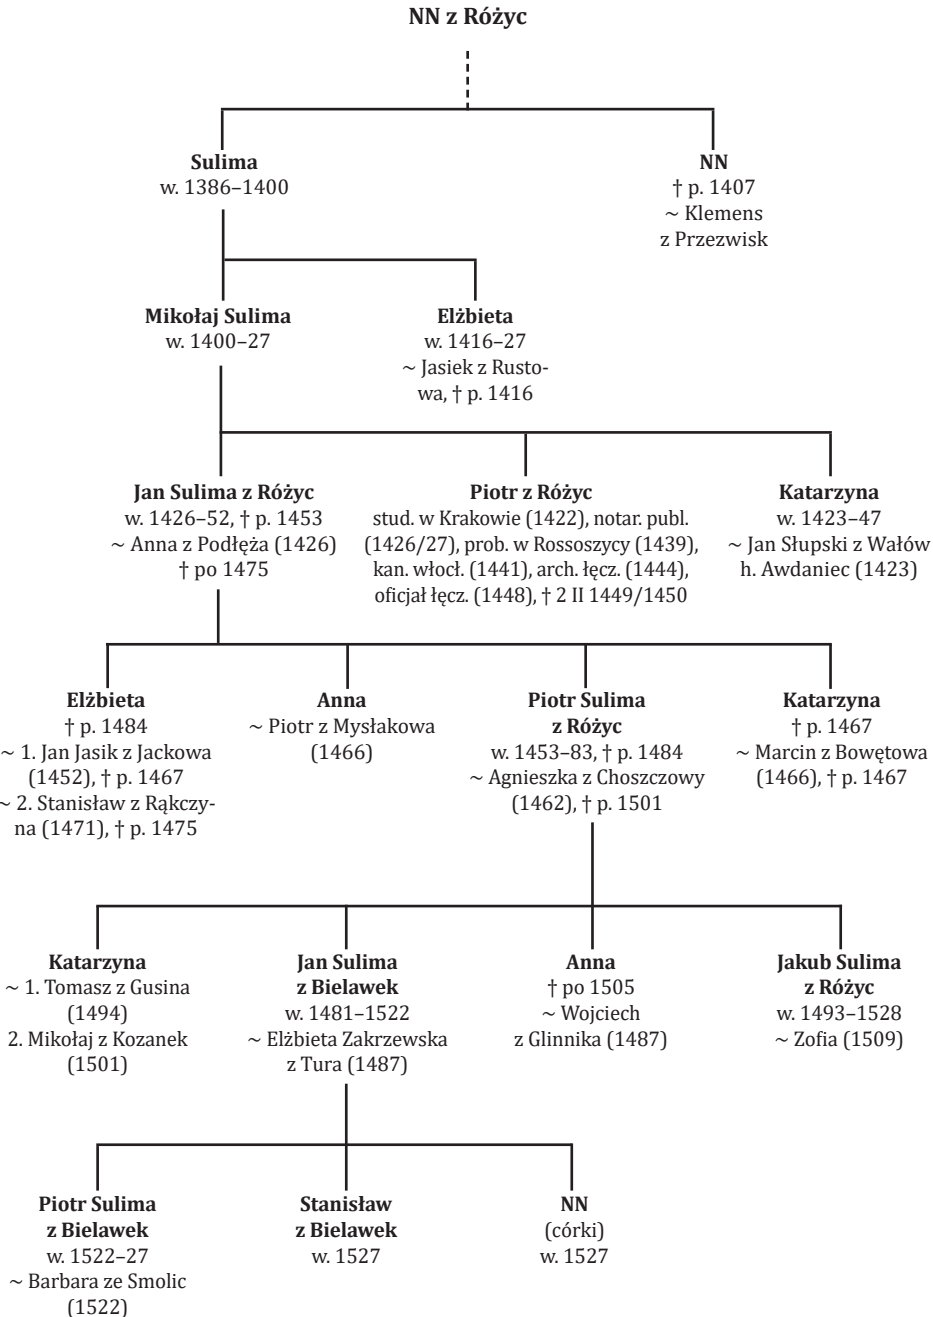 NN z Różyc
Sulima
w. 1386–1400
NN
† p. 1407
~ Klemens
z Przezwisk
Mikołaj Sulima
w. 1400–27
Elżbieta
w. 1416–27
~ Jasiek z Rusto-
wa, † p. 1416
Jan Sulima z Różyc
w. 1426–52, † p. 1453
~ Anna z Podłęża (1426)
† po 1475
Piotr z Różyc
stud. w Krakowie (1422), notar. publ.
(1426/27), prob. w Rossoszycy (1439),
kan. włocł. (1441), arch. łęcz. (1444),
oficjał łęcz. (1448), † 2 II 1449/1450
Katarzyna
w. 1423–47
~ Jan Słupski z Wałów
h. Awdaniec (1423)
Elżbieta
† p. 1484
~ 1. Jan Jasik z Jackowa
(1452), † p. 1467
~ 2. Stanisław z Rąkczy-
na (1471), † p. 1475
Anna
~ Piotr z Mysłakowa
(1466)
Piotr Sulima
z Różyc
w. 1453–83, † p. 1484
~ Agnieszka z Choszczowy
(1462), † p. 1501
Katarzyna
† p. 1467
~ Marcin z Bowętowa
(1466), † p. 1467
Katarzyna
~ 1. Tomasz z Gusina
(1494)
2. Mikołaj z Kozanek
(1501)
Jan Sulima
z Bielawek
w. 1481–1522
~ Elżbieta Zakrzewska
z Tura (1487)
Anna
† po 1505
~ Wojciech
z Glinnika (1487)
Jakub Sulima
z Różyc
w. 1493–1528
~ Zofia (1509)
Piotr Sulima
z Bielawek
w. 1522–27
~ Barbara ze Smolic
(1522)
Stanisław
z Bielawek
w. 1527
NN
(córki)
w. 1527